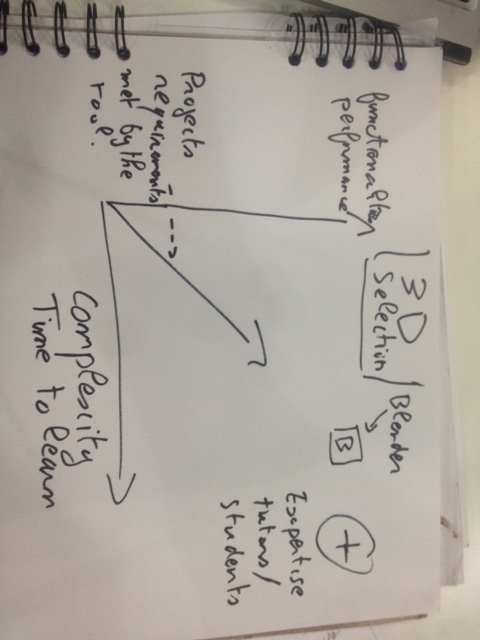 3D / Blender
Selection
B
functionality
performance
+
Expertise
tutors/
students
Projects
requirements
met by the
tool.
Complexity
Time to learn